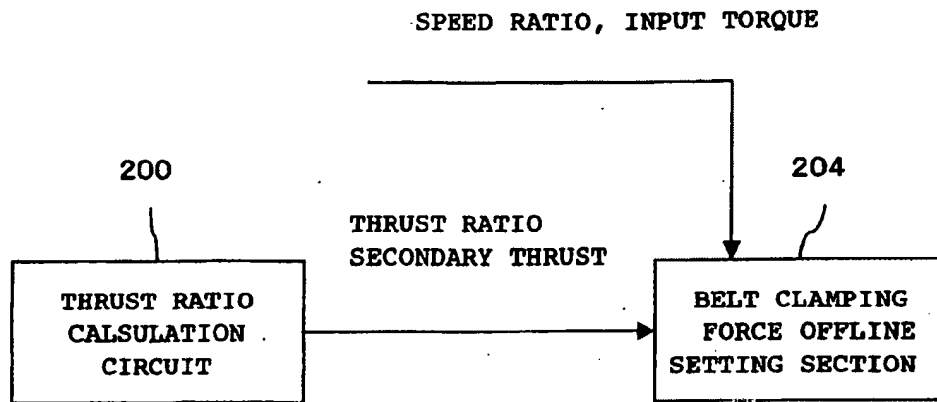 SPEED RATIO, INPUT TORQUE
200
204
THRUST RATIO
SECONDARY THRUST
THRUST RATIO
CALSULATION
CIRCUIT
BELT CLAMPING
FORCE OFFLINE
SETTING SECTION